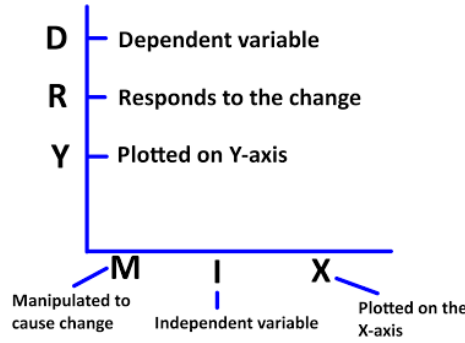 D Dependent variable
R Responds to the change
Y Plotted on Y-axis
M I X
Manipulated to
cause change
Independent variable
Plotted on the
X-axis